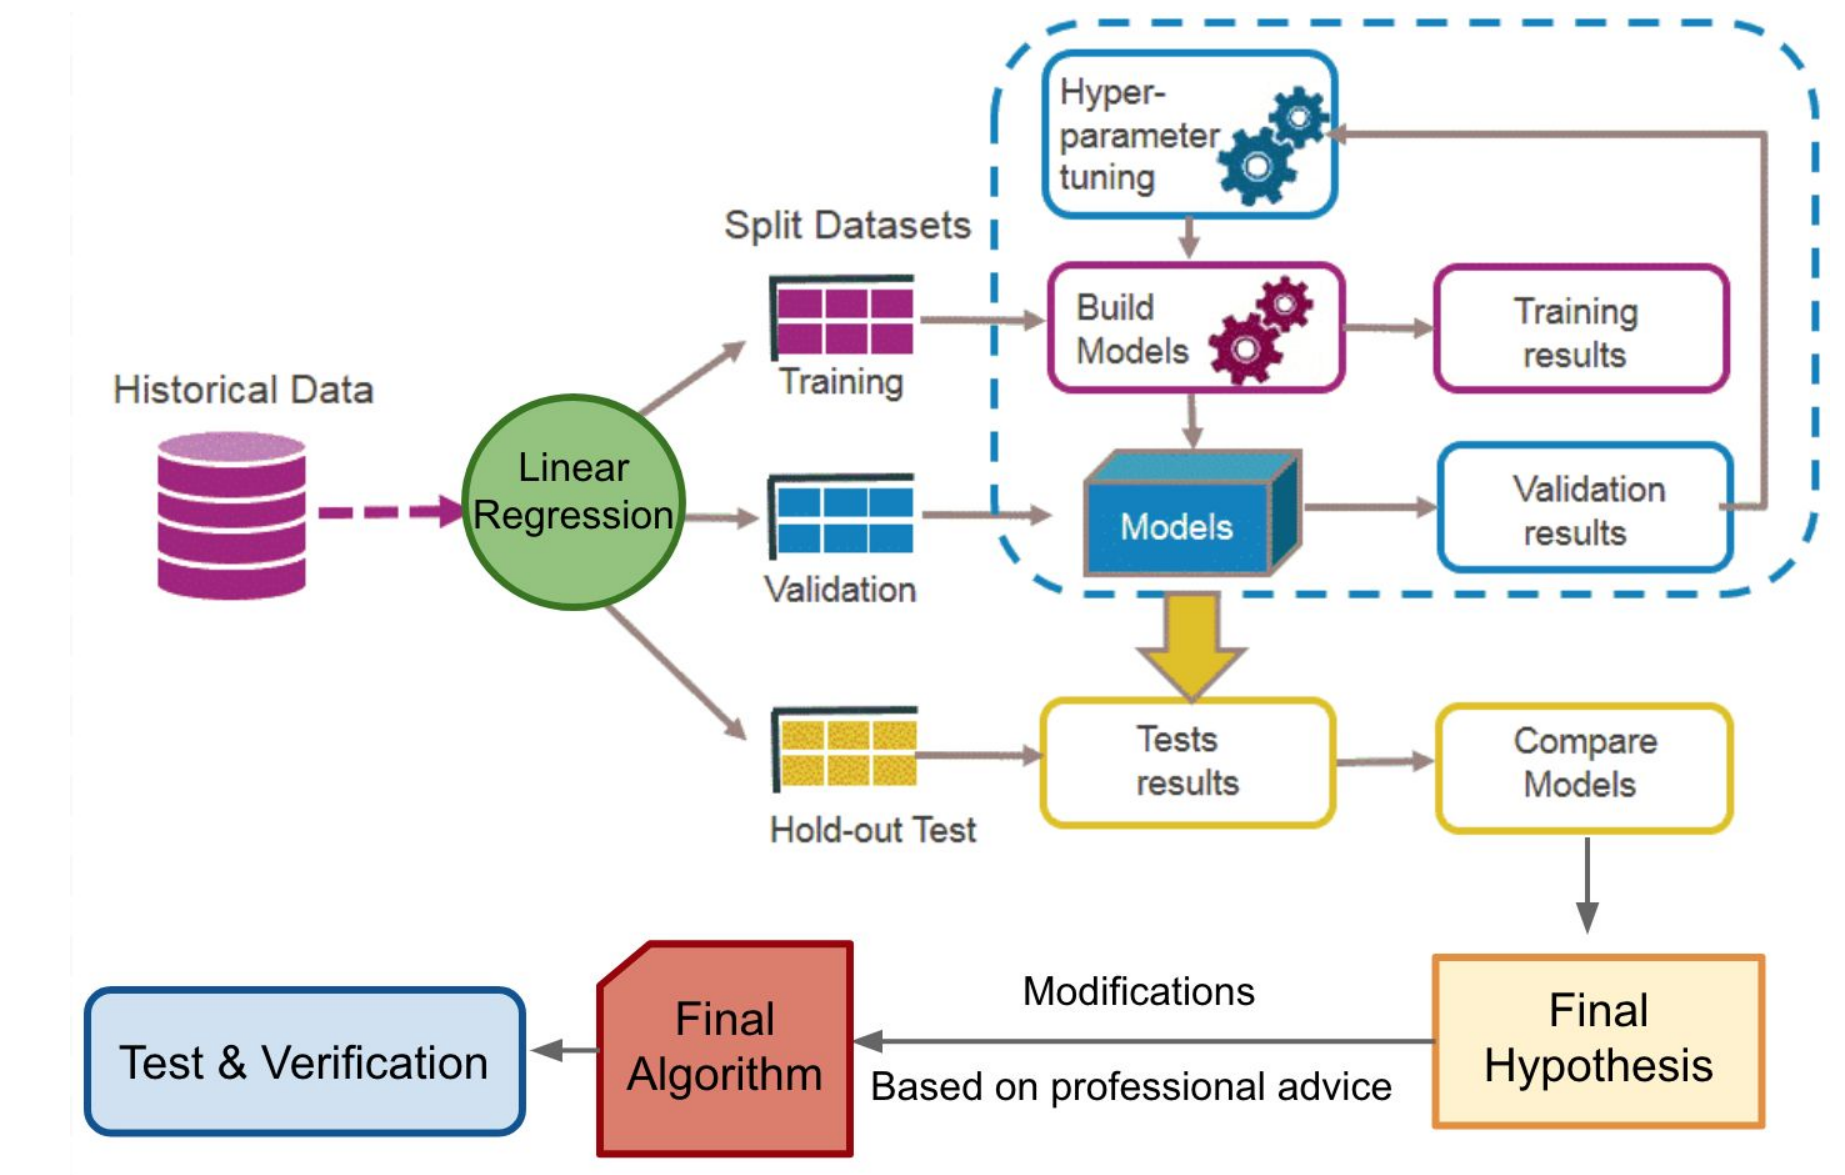 Hyper-
parameter
tuning
Split Datasets
Build
Models
Training
results
Training
Historical Data
Linear
Regression
Models
Validation
results
Validation
Tests
results
Compare
Models
Hold-out Test
Modifications
Based on professional advice
Final
Hypothesis
Final
Algorithm
Test & Verification